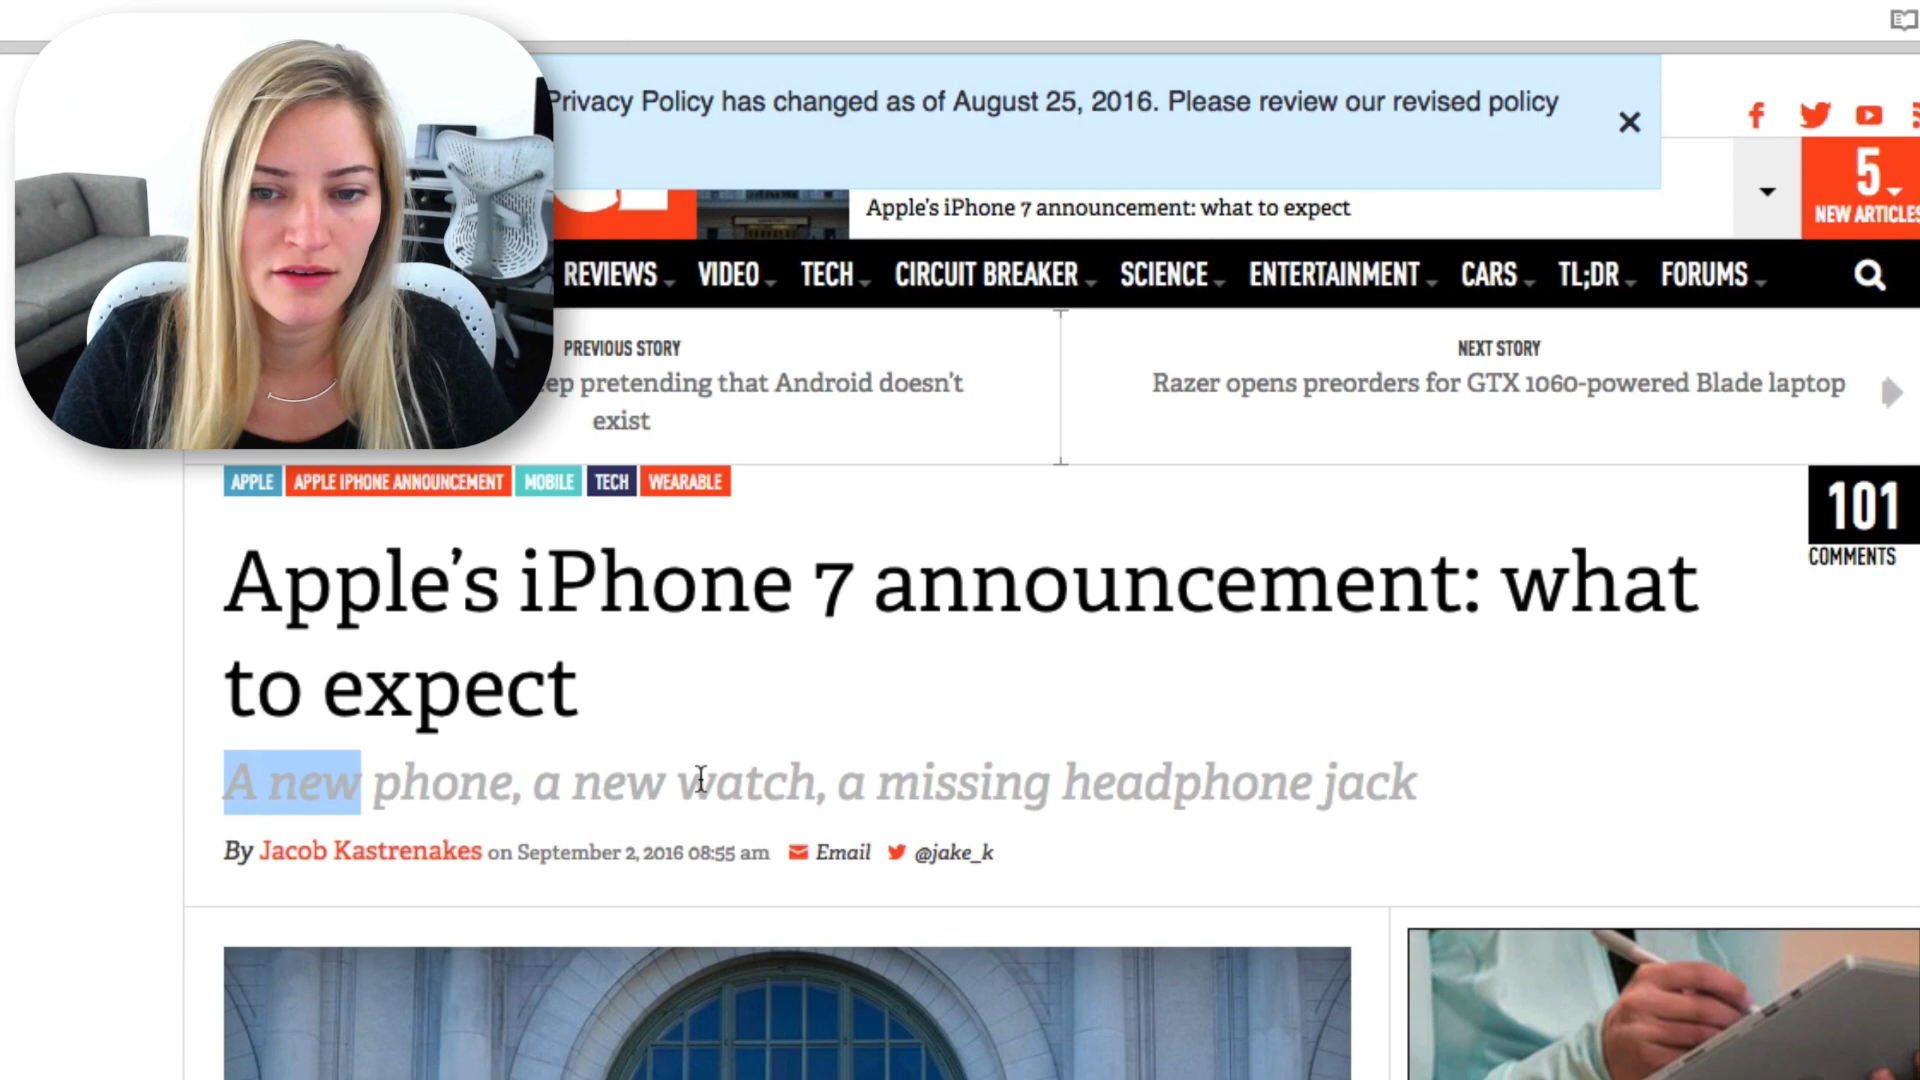 Privacy Policy has changed as of August 25, 2016. Please review our revised policy
Apple's iPhone 7 announcement: what to expect
5
NEW ARTICLES
REVIEWS VIDEO TECH CIRCUIT BREAKER SCIENCE ENTERTAINMENT CARS TL;DR FORUMS
PREVIOUS STORY
pretending that Android doesn't
exist
NEXT STORY
Razer opens preorders for GTX 1060-powered Blade laptop
APPLE APPLE IPHONE ANNOUNCEMENT MOBILE TECH WEARABLE
101
COMMENTS
Apple's iPhone 7 announcement: what
to expect
A new phone, a new watch, a missing headphone jack
By Jacob Kastrenakes on September 2, 2016 08:55 am Email @jake_k